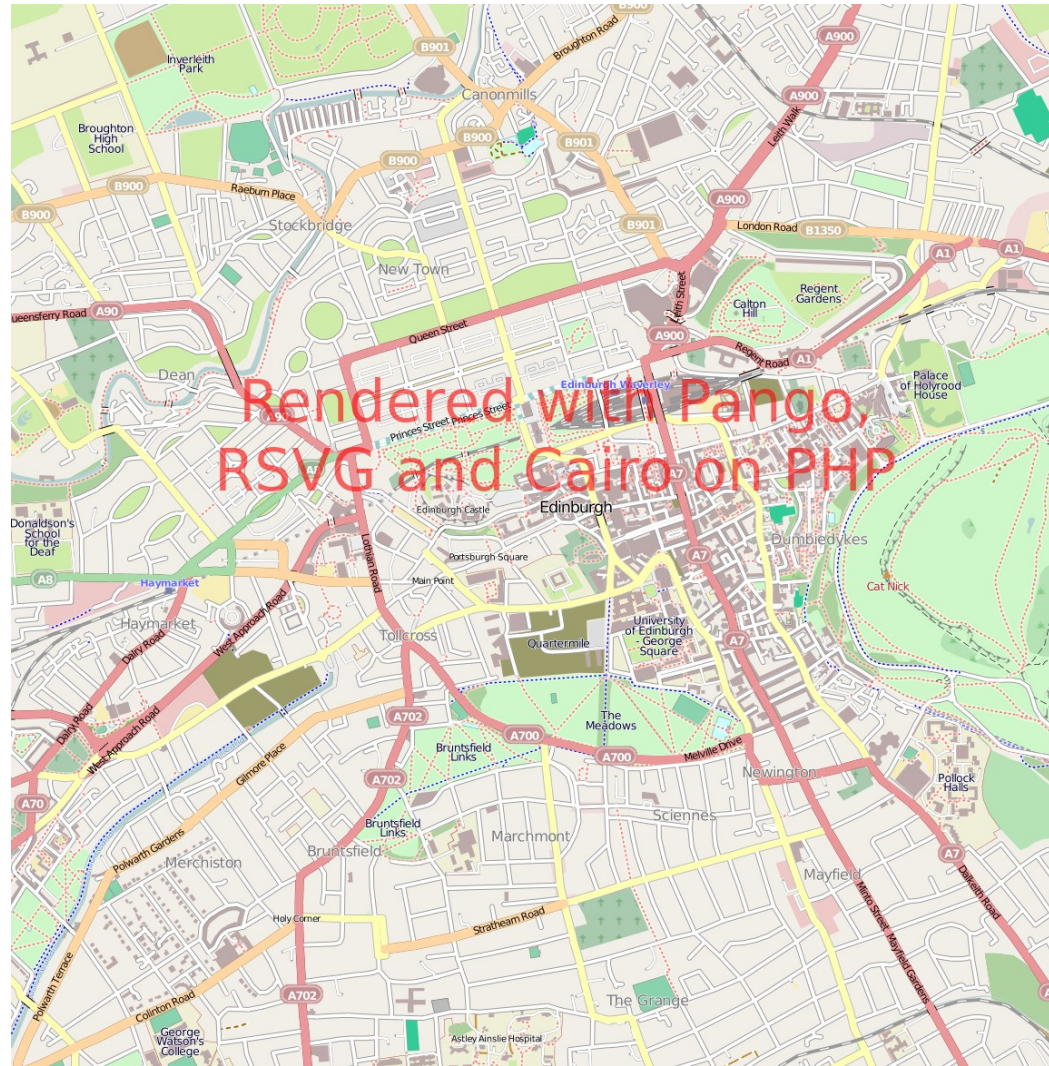 B900
B901
Broughton Road
A900
Inverleith
Park
Canonmills
A900
Broughton
High
School
B900
B901
Leith Walk
B900
B900
Raeburn Place
A900
B900
Stockbridge
B901
London Road
B1350
New Town
A1
A1
Regent
Gardens
Calton
Hill
Leith Street
Queensferry Road
A90
Queen Street
A900
Regent Road
A1
Dean
Edinburgh Waverley
Palace
of Holyrood
House
Rendered with Pango,
Princes Street
Princes Street
RSVG and Cairo on PHP
A8
A7
Edinburgh Castle
Edinburgh
Donaldson's
School
for the
Deaf
Dumbiedykes
Lothian Road
Portsburgh Square
A7
A8
Haymarket
Main Point
Cat Nick
Haymarket
West Approach Road
Tollcross
Quartermile
University
of Edinburgh
- George
Square
A7
Dalry Road
Dalry Road
A702
The
Meadows
A700
West Approach Road
Bruntsfield
Links
A700
Melville Drive
Gilmore Place
A702
Newington
Pollock
Halls
A70
Sciennes
Bruntsfield
Links
Marchmont
Polwarth Gardens
Bruntsfield
Merchiston
A7
Mayfield
Dalkeith Road
Holy Corner
Strathearn Road
Minto Street
Mayfield Gardens
Polwarth Terrace
A702
The Grange
Colinton Road
George
Watson's
College
Astley Ainslie Hospital